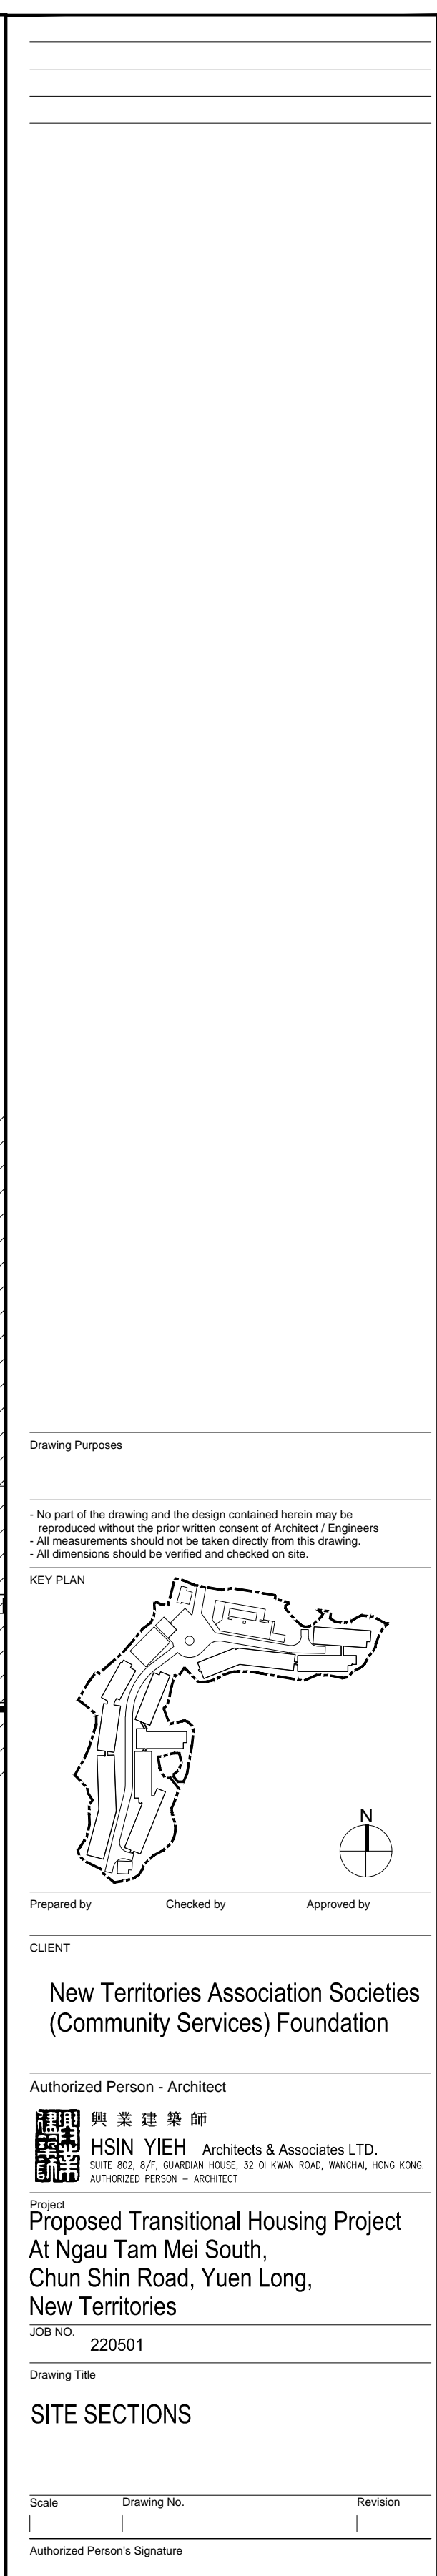 Drawing Purposes
- No part of the drawing and the design contained herein may be
reproduced without the prior written consent of Architect / Engineers
- All measurements should not be taken directly from this drawing.
- All dimensions should be verified and checked on site.
KEY PLAN
N
Prepared by Checked by Approved by
CLIENT
New Territories Association Societies
(Community Services) Foundation
Authorized Person - Architect
興業建築師
HSIN YIEH Architects & Associates LTD.
SUITE 802, 8/F, GUARDIAN HOUSE, 32 OI KWAN ROAD, WANCHAI, HONG KONG.
AUTHORIZED PERSON – ARCHITECT
Project
Proposed Transitional Housing Project
At Ngau Tam Mei South,
Chun Shin Road, Yuen Long,
New Territories
JOB NO.
220501
Drawing Title
SITE SECTIONS
Scale Drawing No. Revision
Authorized Person's Signature